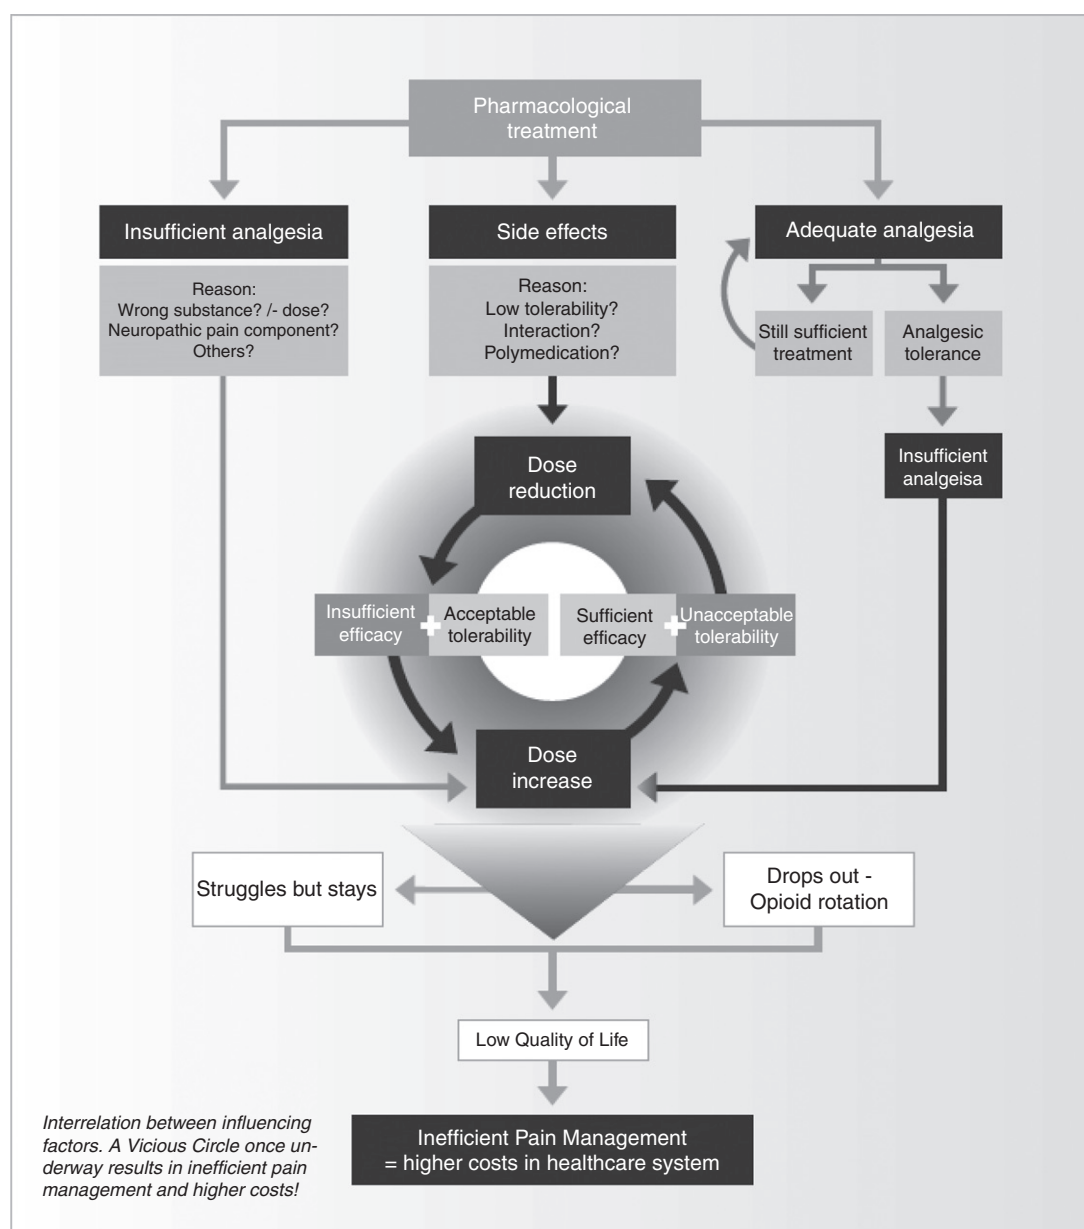 Pharmacological
treatment
Insufficient analgesia
Side effects
Adequate analgesia
Reason:
Wrong substance? /- dose?
Neuropathic pain component?
Others?
Reason:
Low tolerability?
Interaction?
Polymedication?
Still sufficient
treatment
Analgesic
tolerance
Insufficient
analgeisa
Dose
reduction
Insufficient
efficacy
+
Acceptable
tolerability
Sufficient
efficacy
+
Unacceptable
tolerability
Dose
increase
Struggles but stays
Drops out -
Opioid rotation
Low Quality of Life
Inefficient Pain Management
= higher costs in healthcare system
Interrelation between influencing
factors. A Vicious Circle once un-
derway results in inefficient pain
management and higher costs!